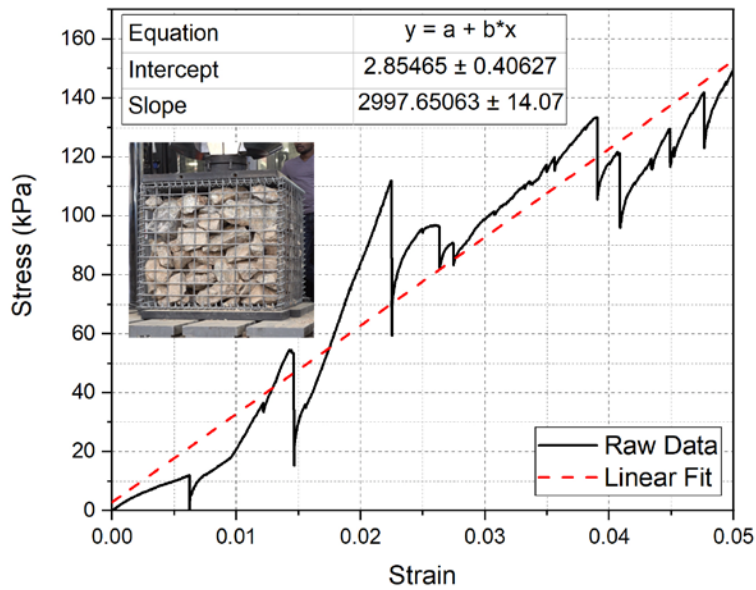 160
140
120
100
80
60
40
20
0
Stress (kPa)
Equation y = a + b*x
Intercept 2.85465 ± 0.40627
Slope 2997.65063 ± 14.07
Raw Data
Linear Fit
0.00 0.01 0.02 0.03 0.04 0.05
Strain